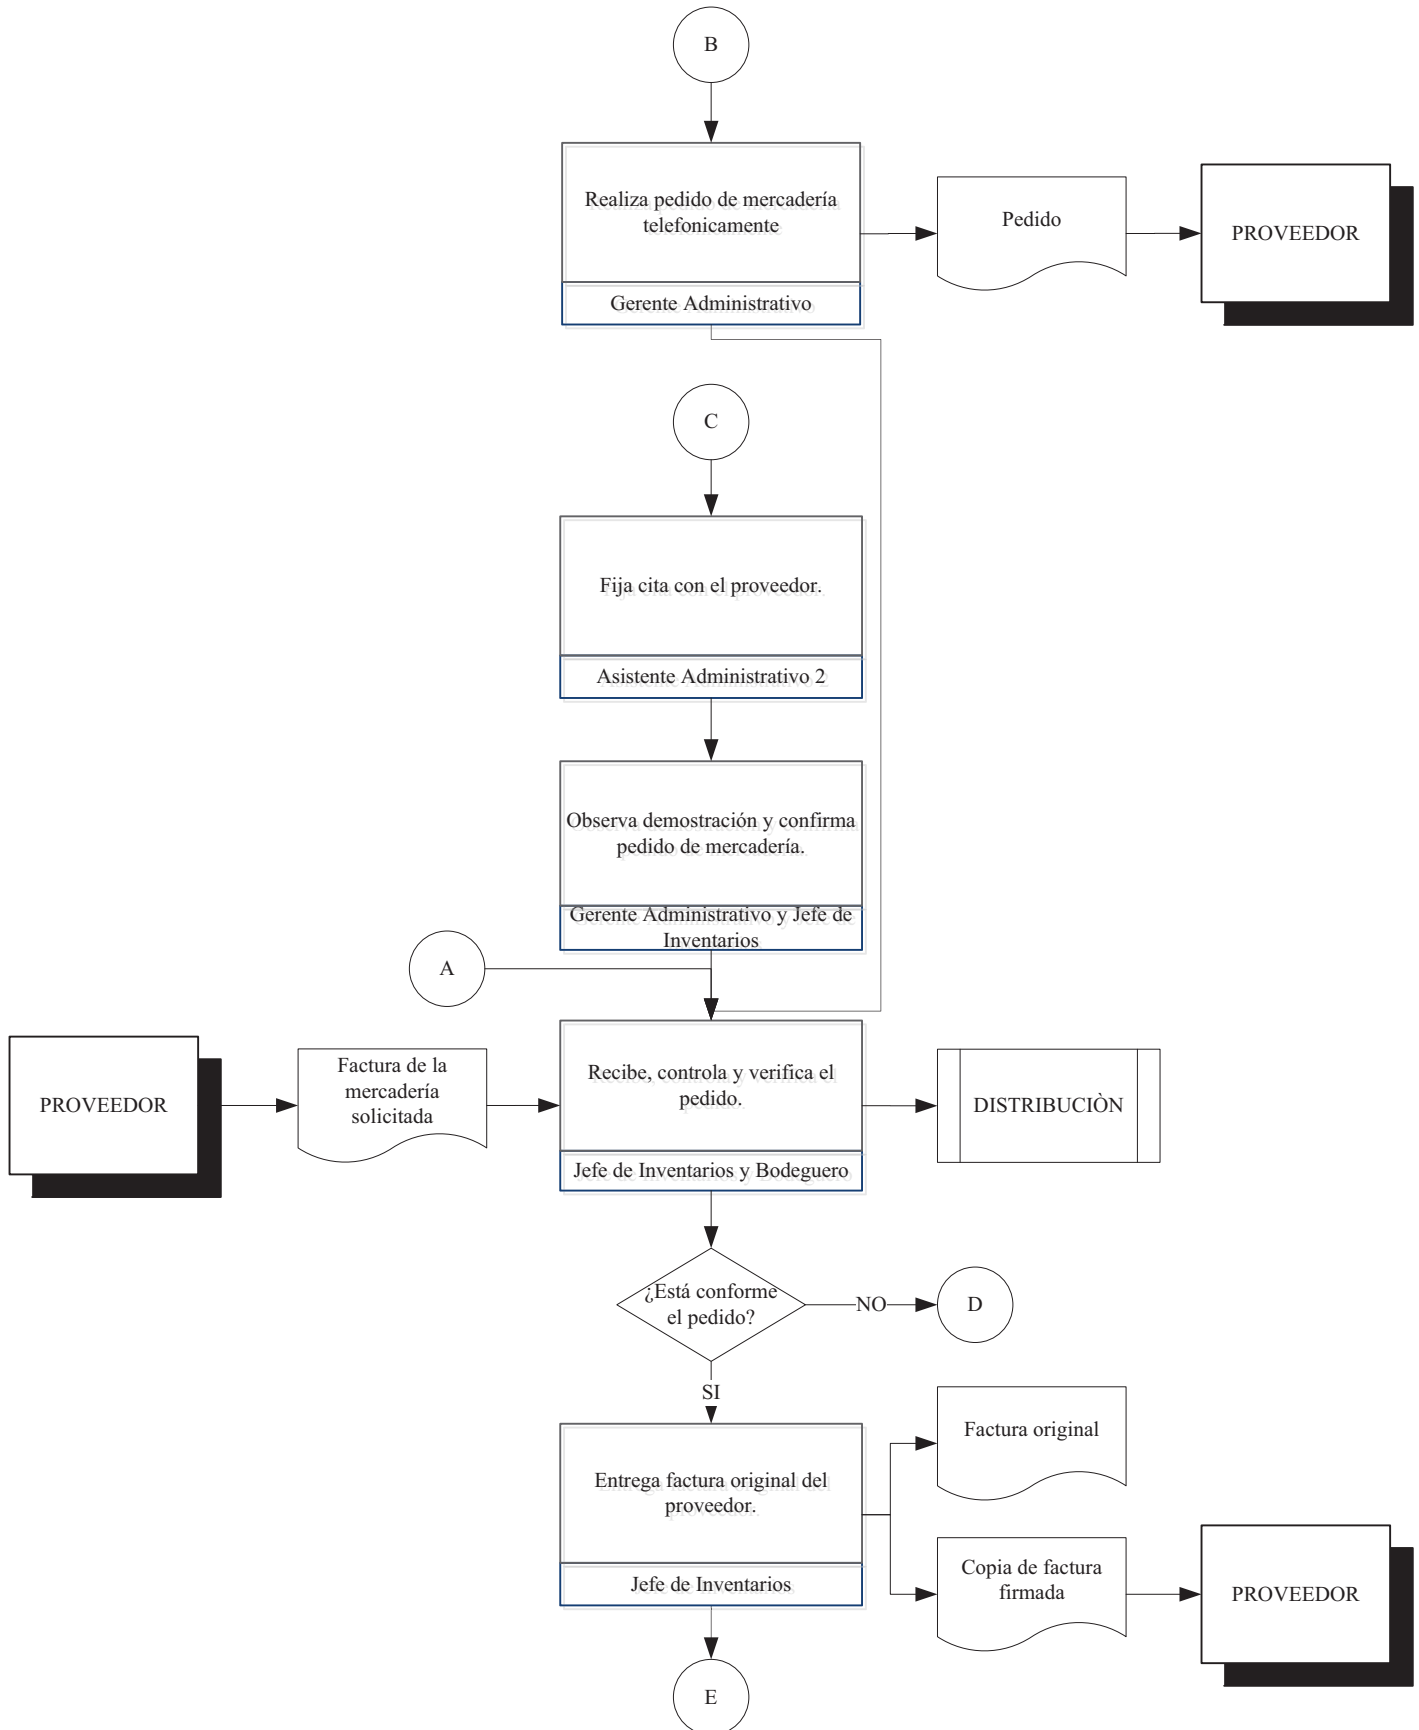 B
Realiza pedido de mercadería
telefonicamente
Gerente Administrativo
Pedido
PROVEEDOR
C
Fija cita con el proveedor.
Asistente Administrativo 2
Observa demostración y confirma
pedido de mercadería.
Gerente Administrativo y Jefe de
Inventarios
A
PROVEEDOR
Factura de la
mercadería
solicitada
Recibe, controla y verifica el
pedido.
Jefe de Inventarios y Bodeguero
DISTRIBUCIÒN
¿Está conforme
el pedido?
NO
D
SI
Entrega factura original del
proveedor.
Jefe de Inventarios
Factura original
Copia de factura
firmada
PROVEEDOR
E